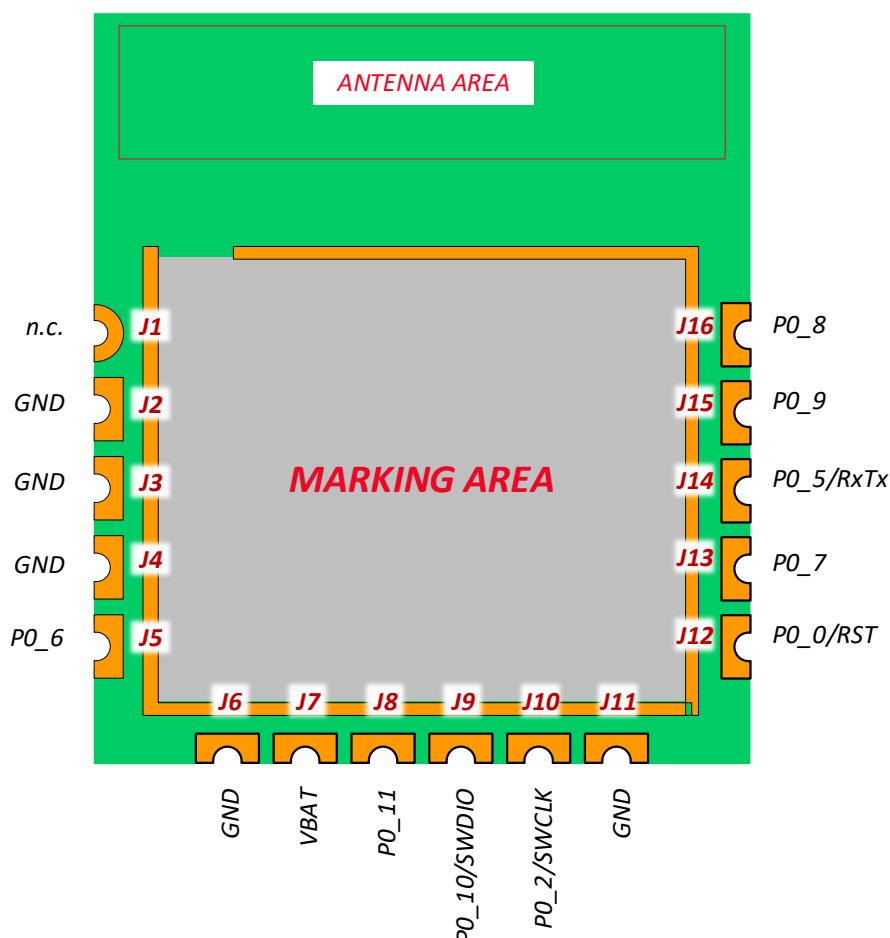 ANTENNA AREA
n.c. J1 J16 P0_8
GND J2 J15 P0_9
GND J3 MARKING AREA J14 P0_5/RxTx
GND J4 J13 P0_7
P0_6 J5 J12 P0_0/RST
J6 J7 J8 J9 J10 J11
GND
VBAT
P0_11
P0_10/SWDIO
P0_2/SWCLK
GND